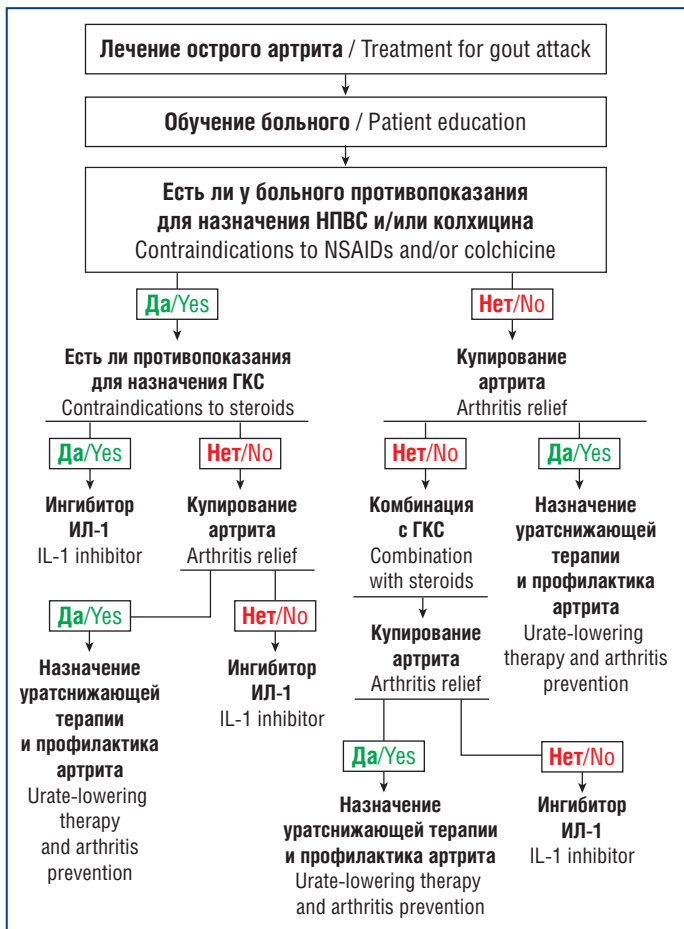 Лечение острого артрита / Treatment for gout attack
Обучение больного / Patient education
Есть ли у больного противопоказания
для назначения НПВС и/или колхицина
Contraindications to NSAIDs and/or colchicine
Да/Yes
Нет/No
Есть ли противопоказания
для назначения ГКС
Contraindications to steroids
Купирование
артрита
Arthritis relief
Да/Yes
Нет/No
Нет/No
Да/Yes
Ингибитор
ИЛ-1
IL-1 inhibitor
Купирование
артрита
Arthritis relief
Комбинация
с ГКС
Combination
with steroids
Назначение
уратснижающей
терапии
и профилактика
артрита
Urate-lowering
therapy and arthritis
prevention
Да/Yes
Нет/No
Купирование
артрита
Arthritis relief
Назначение
уратснижающей
терапии
и профилактика
артрита
Urate-lowering
therapy
and arthritis
prevention
Ингибитор
ИЛ-1
IL-1 inhibitor
Да/Yes
Нет/No
Назначение
уратснижающей терапии
и профилактика артрита
Urate-lowering therapy
and arthritis prevention
Ингибитор
ИЛ-1
IL-1 inhibitor